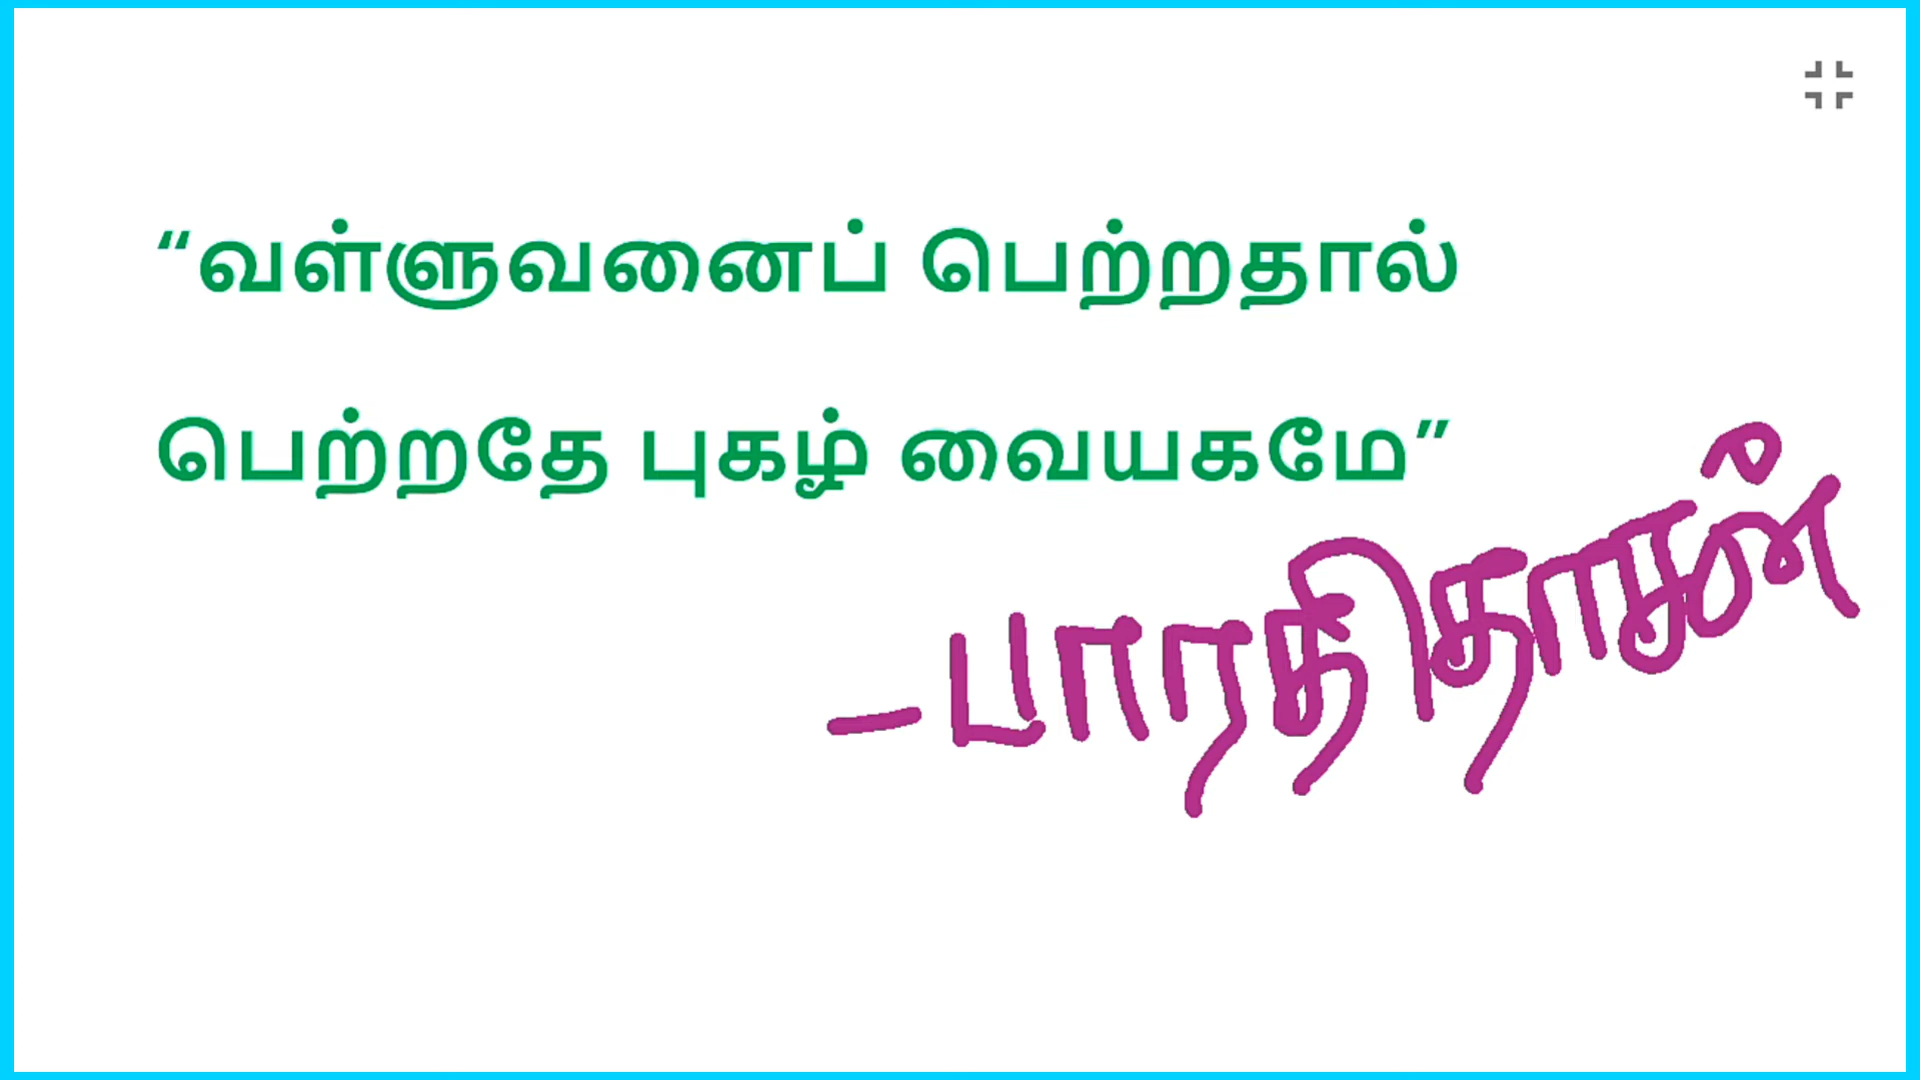 “வள்ளுவனைப் பெற்றதால்
பெற்றதே புகழ் வையகமே”
– பாரதிதாசன்